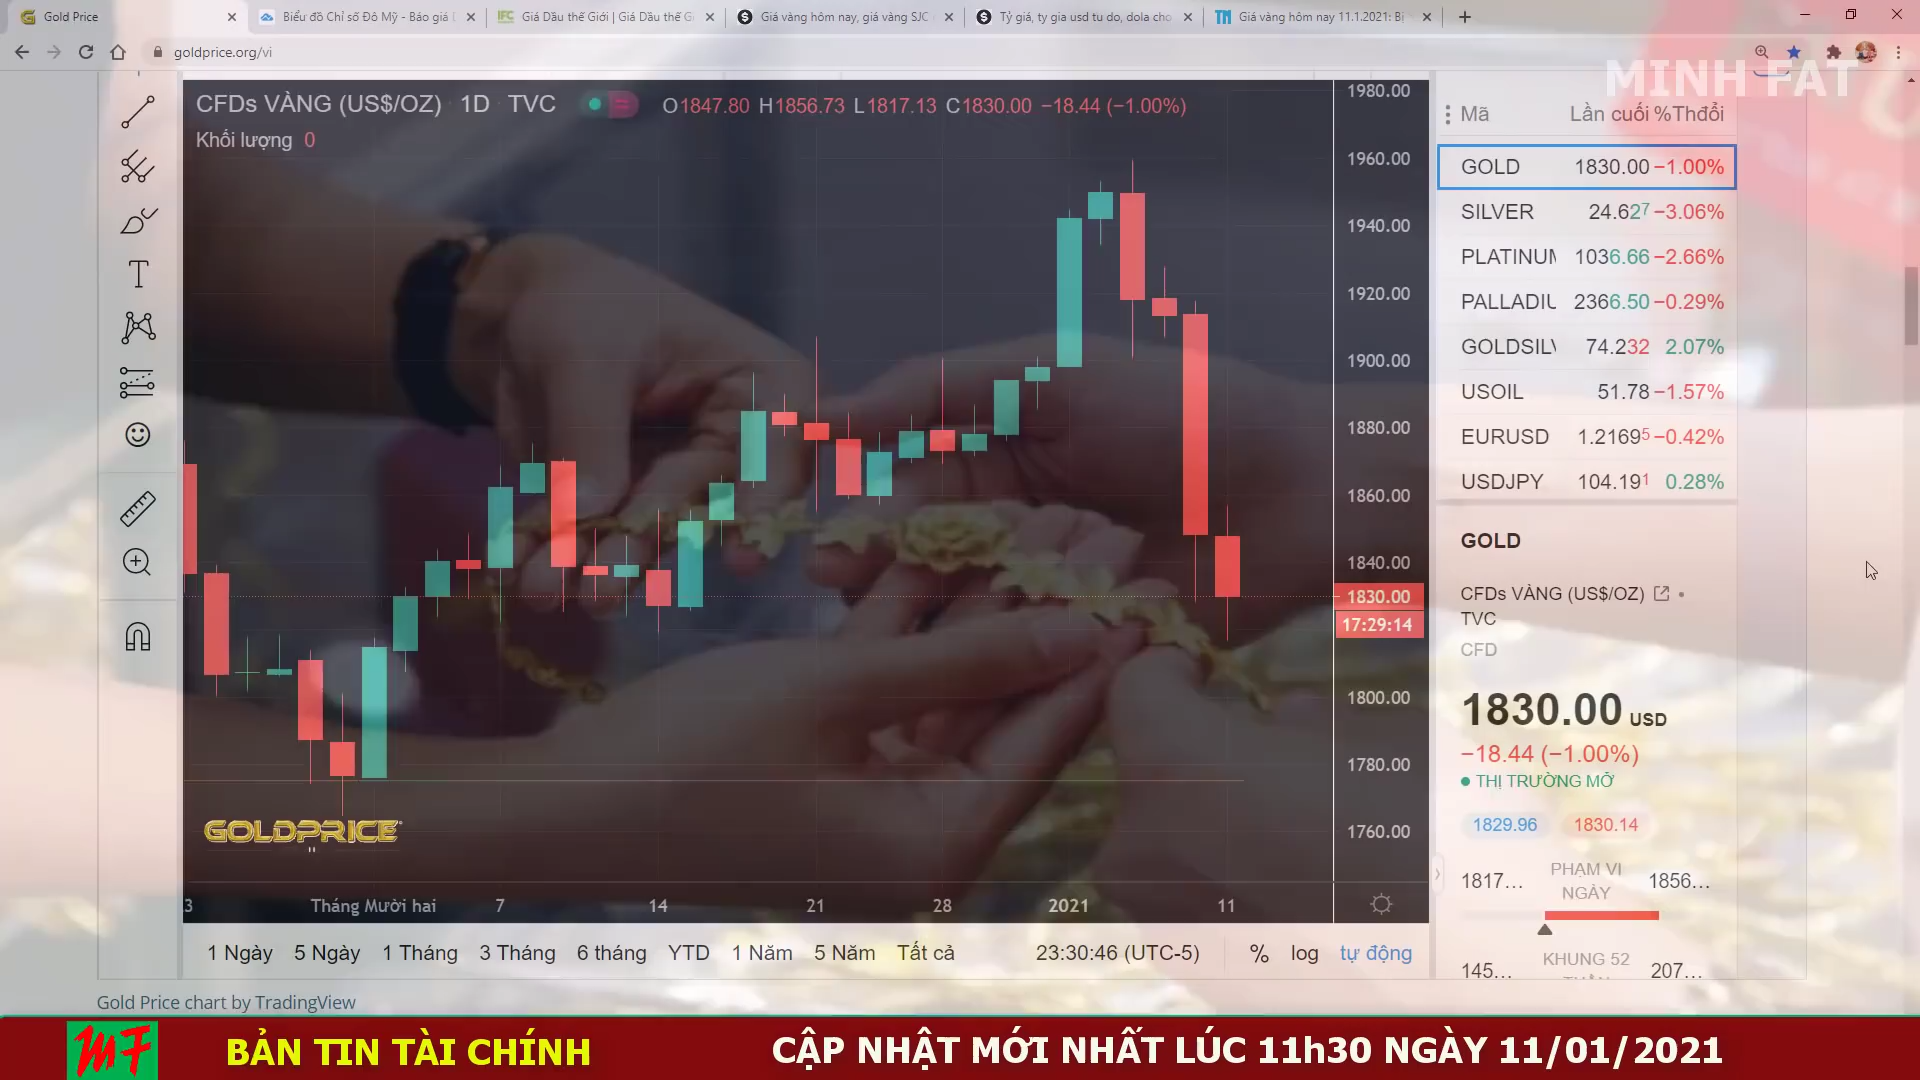 Gold Price
Biểu đồ Chỉ số Đô Mỹ - Báo giá
Giá Dầu thế Giới | Giá Dầu thế
Giá vàng hôm nay, giá vàng SJC
Tỷ giá, ty gia usd tu do, dola cho
Giá vàng hôm nay 11.1.2021: Bị
goldprice.org/vi
MINH FAT
CFDs VÀNG (US$/OZ) · 1D · TVC
O1847.80 H1856.73 L1817.13 C1830.00 −18.44 (−1.00%)
Khối lượng 0
1980.00
1960.00
1940.00
1920.00
1900.00
1880.00
1860.00
1840.00
1830.00
17:29:14
1800.00
1780.00
1760.00
GOLDPRICE
3 Tháng Mười hai 7 14 21 28 2021 11
1 Ngày 5 Ngày 1 Tháng 3 Tháng 6 tháng YTD 1 Năm 5 Năm Tất cả 23:30:46 (UTC-5) % log tự động
Gold Price chart by TradingView
Mã Lần cuối %Thđổi
GOLD 1830.00 −1.00%
SILVER 24.627 −3.06%
PLATINUM 1036.66 −2.66%
PALLADIU 2366.50 −0.29%
GOLDSILV 74.232 2.07%
USOIL 51.78 −1.57%
EURUSD 1.21695 −0.42%
USDJPY 104.191 0.28%
GOLD
CFDs VÀNG (US$/OZ) •
TVC
CFD
1830.00 USD
−18.44 (−1.00%)
THỊ TRƯỜNG MỞ
1829.96 1830.14
1817… PHẠM VI NGÀY 1856…
145… KHUNG 52 207…
MF
BẢN TIN TÀI CHÍNH
CẬP NHẬT MỚI NHẤT LÚC 11h30 NGÀY 11/01/2021